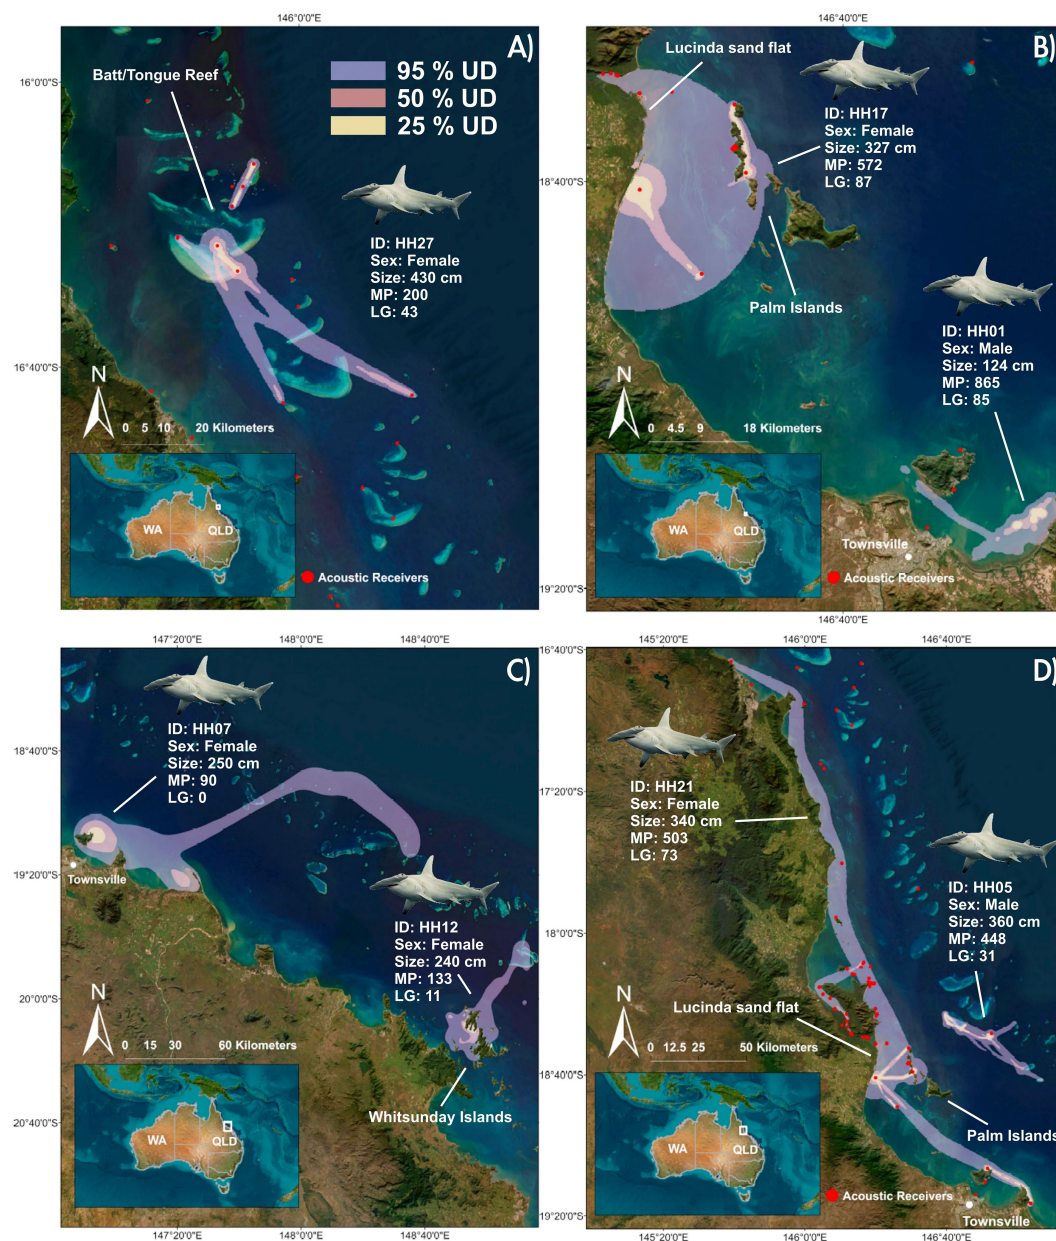 146°0'0"E
A)
16°0'0"S
Batt/Tongue Reef
95 % UD
50 % UD
25 % UD
ID: HH27
Sex: Female
Size: 430 cm
MP: 200
LG: 43
16°40'0"S
N
0 5 10 20 Kilometers
WA
QLD
Acoustic Receivers
146°40'0"E
B)
Lucinda sand flat
ID: HH17
Sex: Female
Size: 327 cm
MP: 572
LG: 87
18°40'0"S
Palm Islands
ID: HH01
Sex: Male
Size: 124 cm
MP: 865
LG: 85
N
0 4.5 9 18 Kilometers
WA
QLD
Townsville
Acoustic Receivers
19°20'0"S
147°20'0"E 148°0'0"E 148°40'0"E
C)
ID: HH07
Sex: Female
Size: 250 cm
MP: 90
LG: 0
18°40'0"S
Townsville
19°20'0"S
ID: HH12
Sex: Female
Size: 240 cm
MP: 133
LG: 11
20°0'0"S
N
0 15 30 60 Kilometers
Whitsunday Islands
20°40'0"S
WA
QLD
147°20'0"E 148°0'0"E 148°40'0"E
146°40'0"E
145°20'0"E 146°0'0"E 146°40'0"E
16°40'0"S
D)
ID: HH21
Sex: Female
Size: 340 cm
MP: 503
LG: 73
17°20'0"S
ID: HH05
Sex: Male
Size: 360 cm
MP: 448
LG: 31
18°0'0"S
Lucinda sand flat
N
0 12.5 25 50 Kilometers
18°40'0"S
Palm Islands
WA
QLD
Acoustic Receivers
Townsville
19°20'0"S
145°20'0"E 146°0'0"E 146°40'0"E